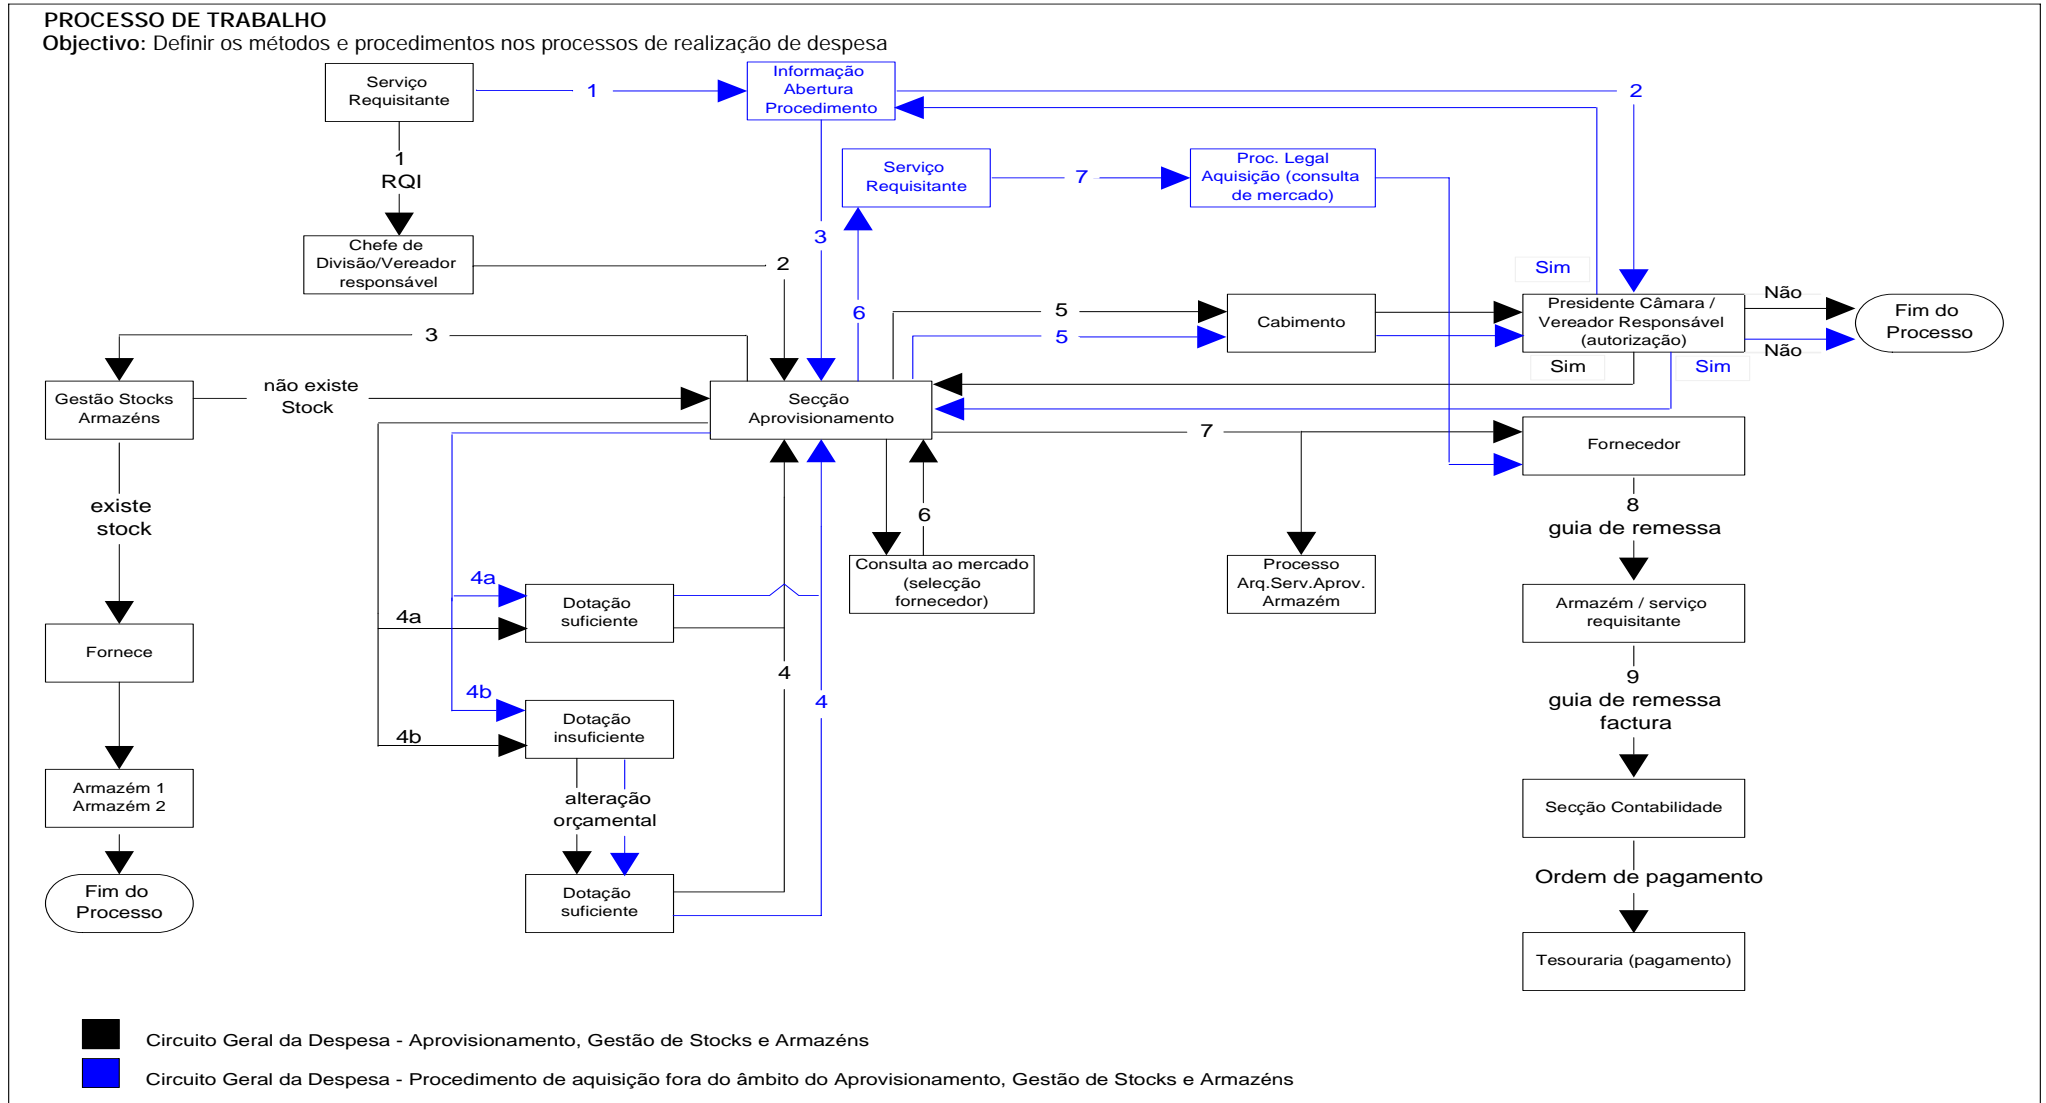 PROCESSO DE TRABALHO
Objectivo: Definir os métodos e procedimentos nos processos de realização de despesa
Serviço
Requisitante
1
Informação
Abertura
Procedimento
2
1
RQI
Serviço
Requisitante
7
Proc. Legal
Aquisição (consulta
de mercado)
3
Chefe de
Divisão/Vereador
responsável
2
Sim
6
5
5
Cabimento
Presidente Câmara /
Vereador Responsável
(autorização)
Não
Não
Fim do
Processo
Sim
Sim
3
Gestão Stocks
Armazéns
não existe
Stock
Secção
Aprovisionamento
7
Fornecedor
existe
stock
6
8
guia de remessa
Consulta ao mercado
(selecção
fornecedor)
Processo
Arq.Serv.Aprov.
Armazém
4a
4a
Dotação
suficiente
Armazém / serviço
requisitante
Fornece
4
4
9
guia de remessa
factura
4b
4b
Dotação
insuficiente
alteração
orçamental
Armazém 1
Armazém 2
Secção Contabilidade
Ordem de pagamento
Fim do
Processo
Dotação
suficiente
Tesouraria (pagamento)
Circuito Geral da Despesa - Aprovisionamento, Gestão de Stocks e Armazéns
Circuito Geral da Despesa - Procedimento de aquisição fora do âmbito do Aprovisionamento, Gestão de Stocks e Armazéns